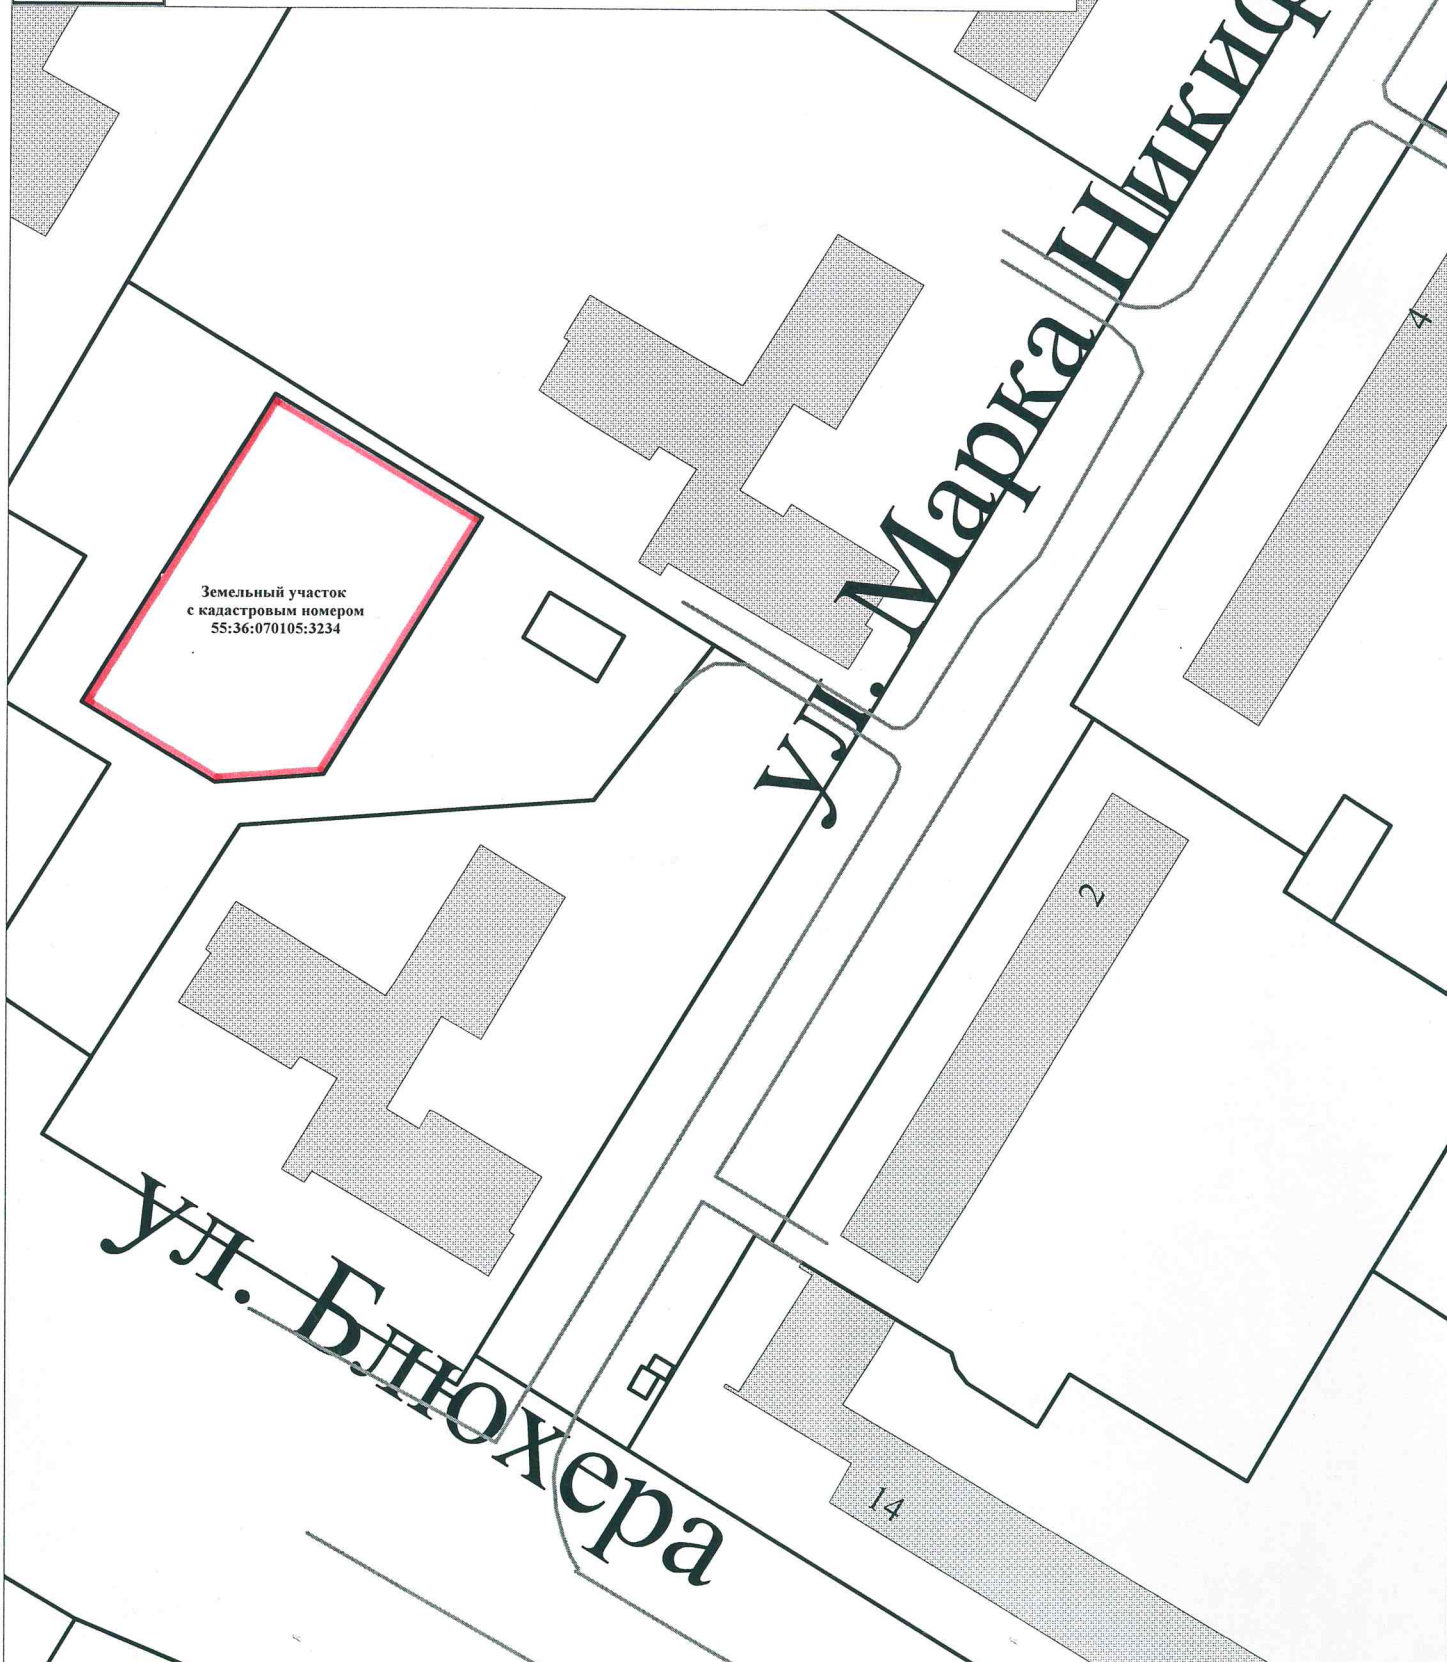 ул. Марка Никиф
4
Земельный участок
с кадастровым номером
55:36:070105:3234
2
ул. Блюхера
14